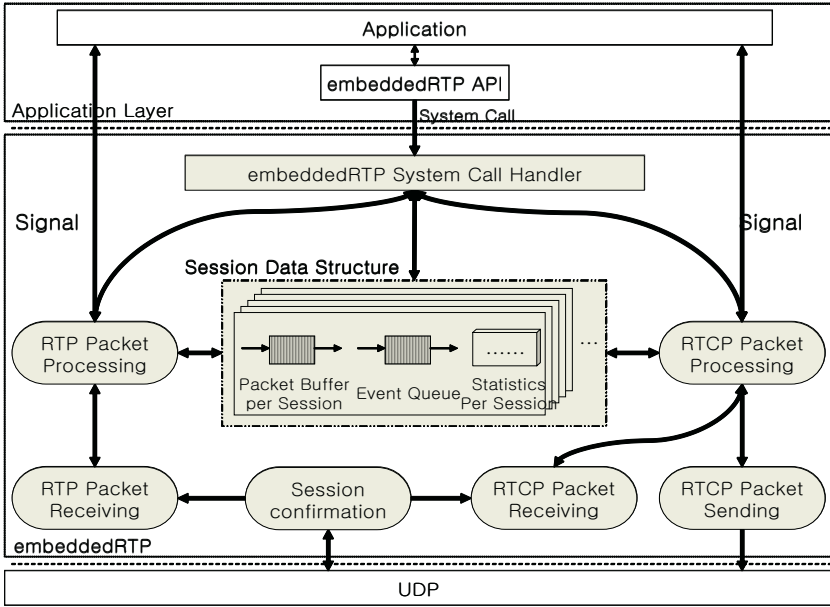 Application
embeddedRTP API
Application Layer
System Call
embeddedRTP System Call Handler
Signal
Signal
Session Data Structure
RTP Packet
Processing
Packet Buffer
per Session
Event Queue
......
Statistics
Per Session
...
RTCP Packet
Processing
RTP Packet
Receiving
Session
confirmation
RTCP Packet
Receiving
RTCP Packet
Sending
embeddedRTP
UDP